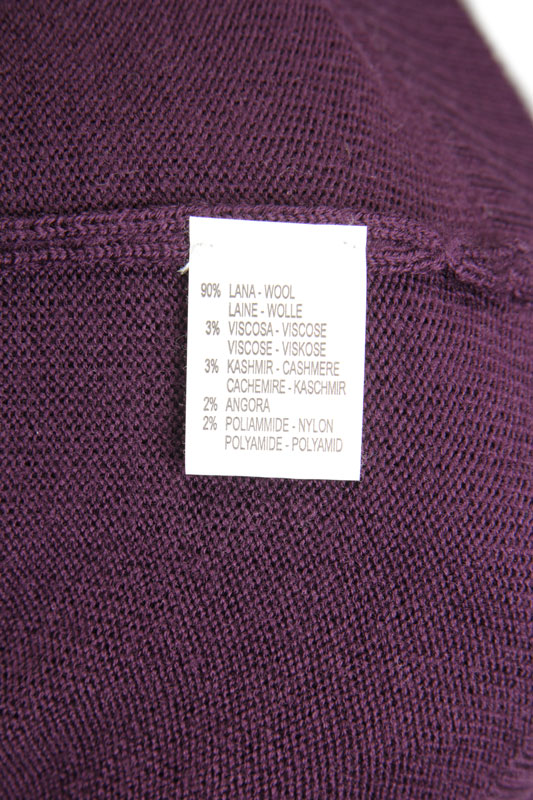 90% LANA - WOOL
LAINE - WOLLE
3% VISCOSA - VISCOSE
VISCOSE - VISKOSE
3% KASHMIR - CASHMERE
CACHEMIRE - KASCHMIR
2% ANGORA
2% POLIAMMIDE - NYLON
POLYAMIDE - POLYAMID